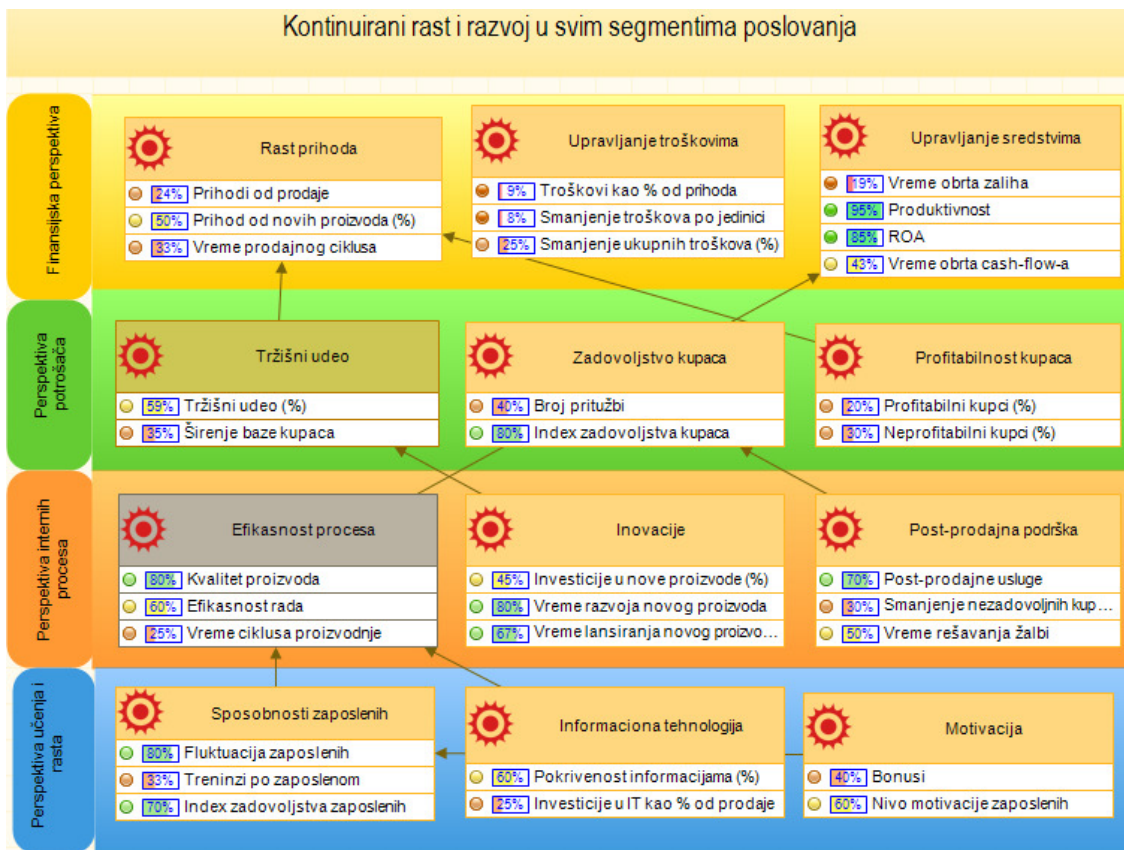 Kontinuirani rast i razvoj u svim segmentima poslovanja
Finansijska perspektiva
Rast prihoda
24% Prihodi od prodaje
50% Prihod od novih proizvoda (%)
33% Vreme prodajnog ciklusa
Upravljanje troškovima
9% Troškovi kao % od prihoda
8% Smanjenje troškova po jedinici
25% Smanjenje ukupnih troškova (%)
Upravljanje sredstvima
19% Vreme obrta zaliha
95% Produktivnost
85% ROA
43% Vreme obrta cash-flow-a
Perspektiva
potrošača
Tržišni udeo
59% Tržišni udeo (%)
35% Širenje baze kupaca
Zadovoljstvo kupaca
40% Broj pritužbi
80% Index zadovoljstva kupaca
Profitabilnost kupaca
20% Profitabilni kupci (%)
30% Neprofitabilni kupci (%)
Perspektiva internih
procesa
Efikasnost procesa
80% Kvalitet proizvoda
60% Efikasnost rada
25% Vreme ciklusa proizvodnje
Inovacije
45% Investicije u nove proizvode (%)
80% Vreme razvoja novog proizvoda
67% Vreme lansiranja novog proizvo...
Post-prodajna podrška
70% Post-prodajne usluge
30% Smanjenje nezadovoljnih kup...
50% Vreme rešavanja žalbi
Perspektiva učenja i
rasta
Sposobnosti zaposlenih
80% Fluktuacija zaposlenih
33% Treninzi po zaposlenom
70% Index zadovoljstva zaposlenih
Informaciona tehnologija
60% Pokrivenost informacijama (%)
25% Investicije u IT kao % od prodaje
Motivacija
40% Bonusi
60% Nivo motivacije zaposlenih